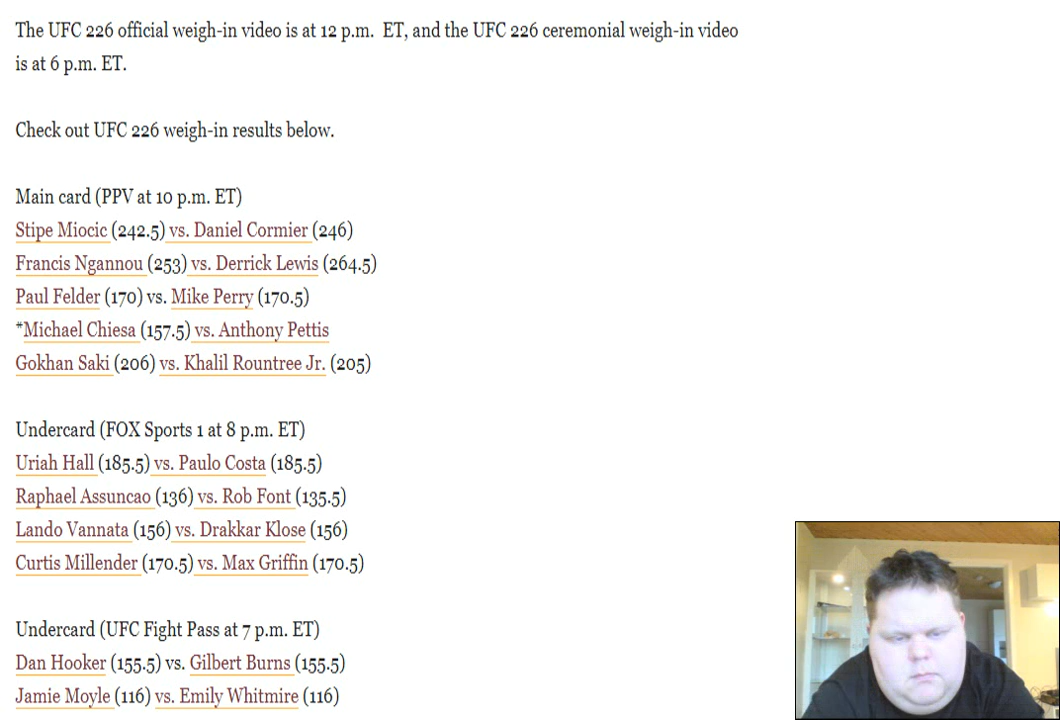 The UFC 226 official weigh-in video is at 12 p.m. ET, and the UFC 226 ceremonial weigh-in video
is at 6 p.m. ET.
Check out UFC 226 weigh-in results below.
Main card (PPV at 10 p.m. ET)
Stipe Miocic (242.5) vs. Daniel Cormier (246)
Francis Ngannou (253) vs. Derrick Lewis (264.5)
Paul Felder (170) vs. Mike Perry (170.5)
*Michael Chiesa (157.5) vs. Anthony Pettis
Gokhan Saki (206) vs. Khalil Rountree Jr. (205)
Undercard (FOX Sports 1 at 8 p.m. ET)
Uriah Hall (185.5) vs. Paulo Costa (185.5)
Raphael Assuncao (136) vs. Rob Font (135.5)
Lando Vannata (156) vs. Drakkar Klose (156)
Curtis Millender (170.5) vs. Max Griffin (170.5)
Undercard (UFC Fight Pass at 7 p.m. ET)
Dan Hooker (155.5) vs. Gilbert Burns (155.5)
Jamie Moyle (116) vs. Emily Whitmire (116)